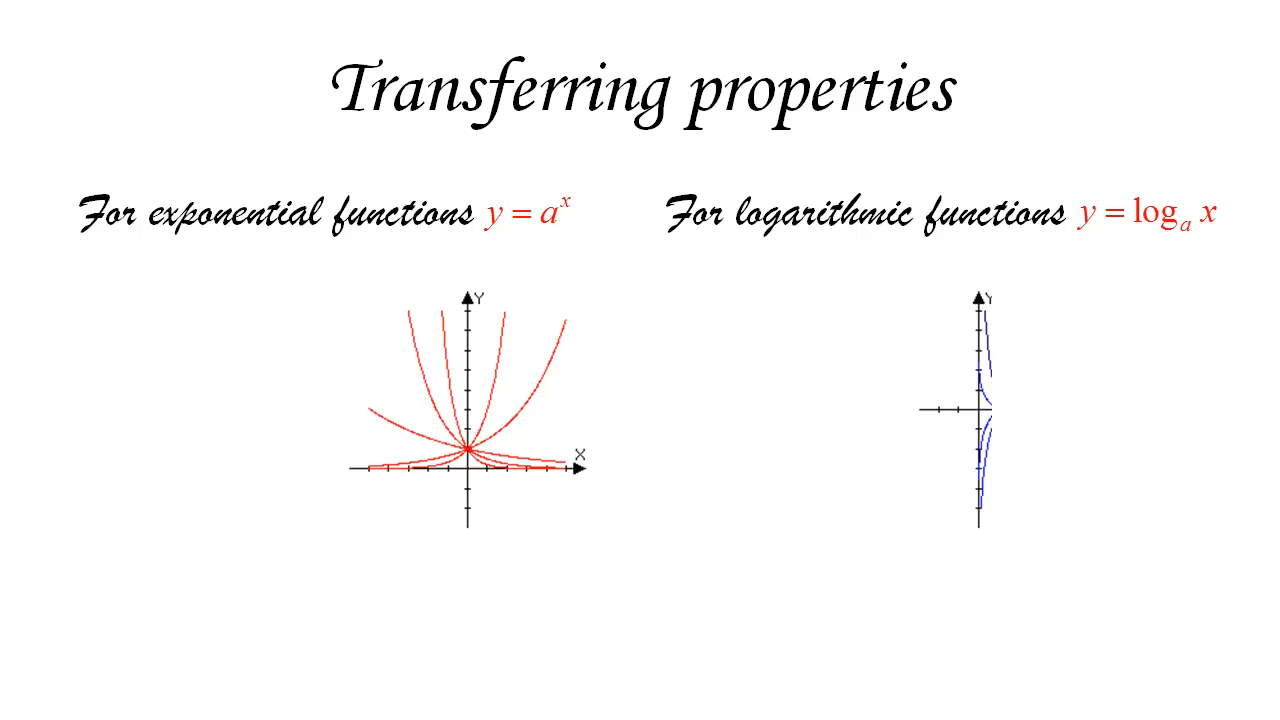 Transferring properties
For exponential functions y = a^x
For logarithmic functions y = log_a x
Y
X
Y